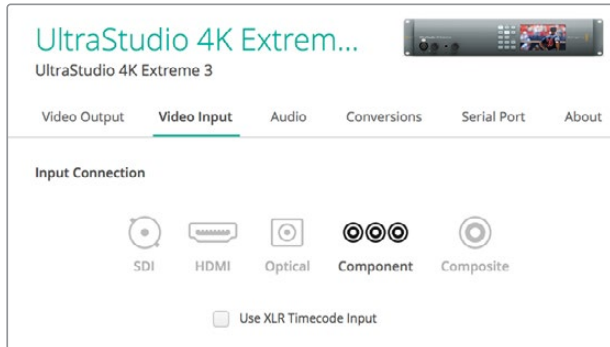 UltraStudio 4K Extrem...
UltraStudio 4K Extreme 3
Video Output Video Input Audio Conversions Serial Port About
Input Connection
SDI HDMI Optical Component Composite
Use XLR Timecode Input